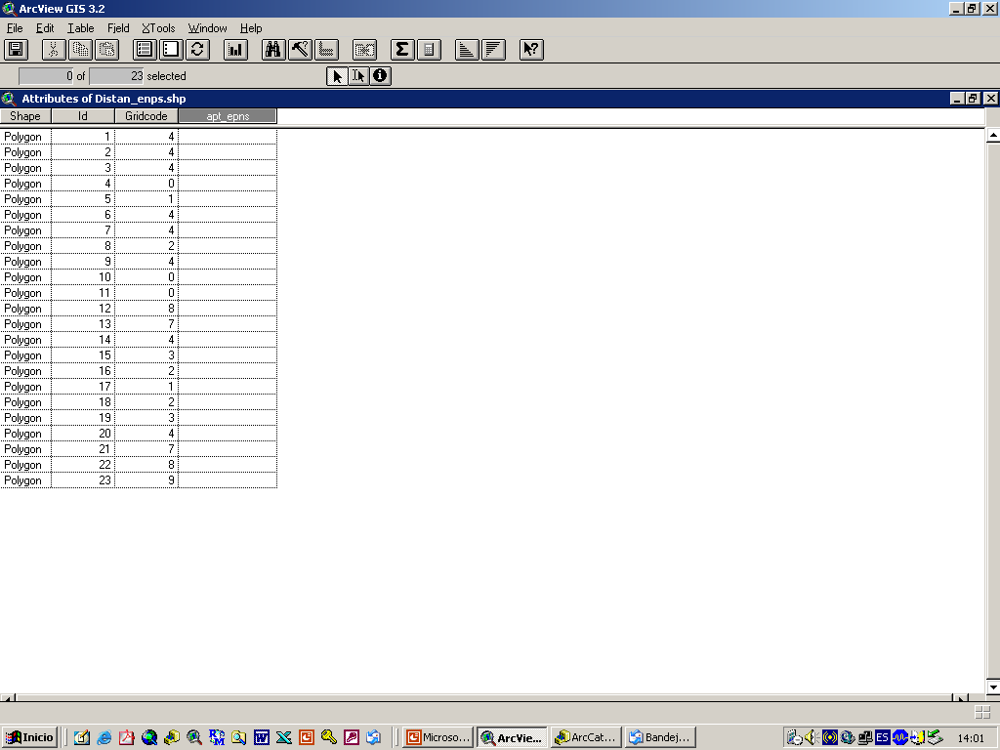 ArcView GIS 3.2
File Edit Table Field XTools Window Help
0 of 23 selected
Attributes of Distan_enps.shp
Shape Id Gridcode apt_epns
Polygon 1 4
Polygon 2 4
Polygon 3 4
Polygon 4 0
Polygon 5 1
Polygon 6 4
Polygon 7 4
Polygon 8 2
Polygon 9 4
Polygon 10 0
Polygon 11 0
Polygon 12 8
Polygon 13 7
Polygon 14 4
Polygon 15 3
Polygon 16 2
Polygon 17 1
Polygon 18 2
Polygon 19 3
Polygon 20 4
Polygon 21 7
Polygon 22 8
Polygon 23 9
Inicio Microso... ArcVie... ArcCat... Bandej... ES 14:01